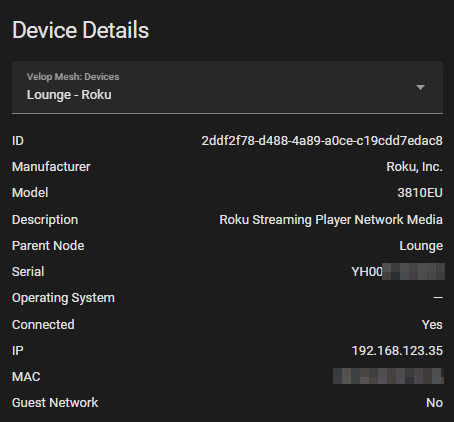 Device Details
Velop Mesh: Devices
Lounge - Roku
ID 2ddf2f78-d488-4a89-a0ce-c19cdd7edac8
Manufacturer Roku, Inc.
Model 3810EU
Description Roku Streaming Player Network Media
Parent Node Lounge
Serial YH00
Operating System —
Connected Yes
IP 192.168.123.35
MAC
Guest Network No